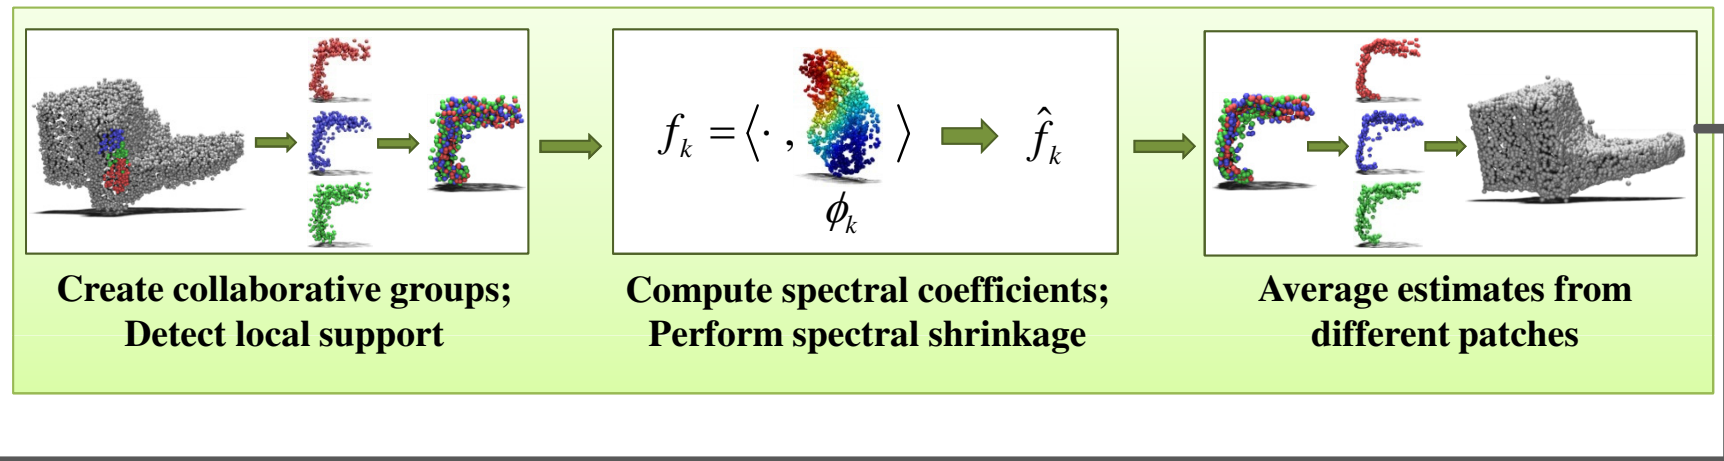 f_k = ⟨· , ⟩ f̂_k
ϕ_k
Create collaborative groups;
Detect local support
Compute spectral coefficients;
Perform spectral shrinkage
Average estimates from
different patches